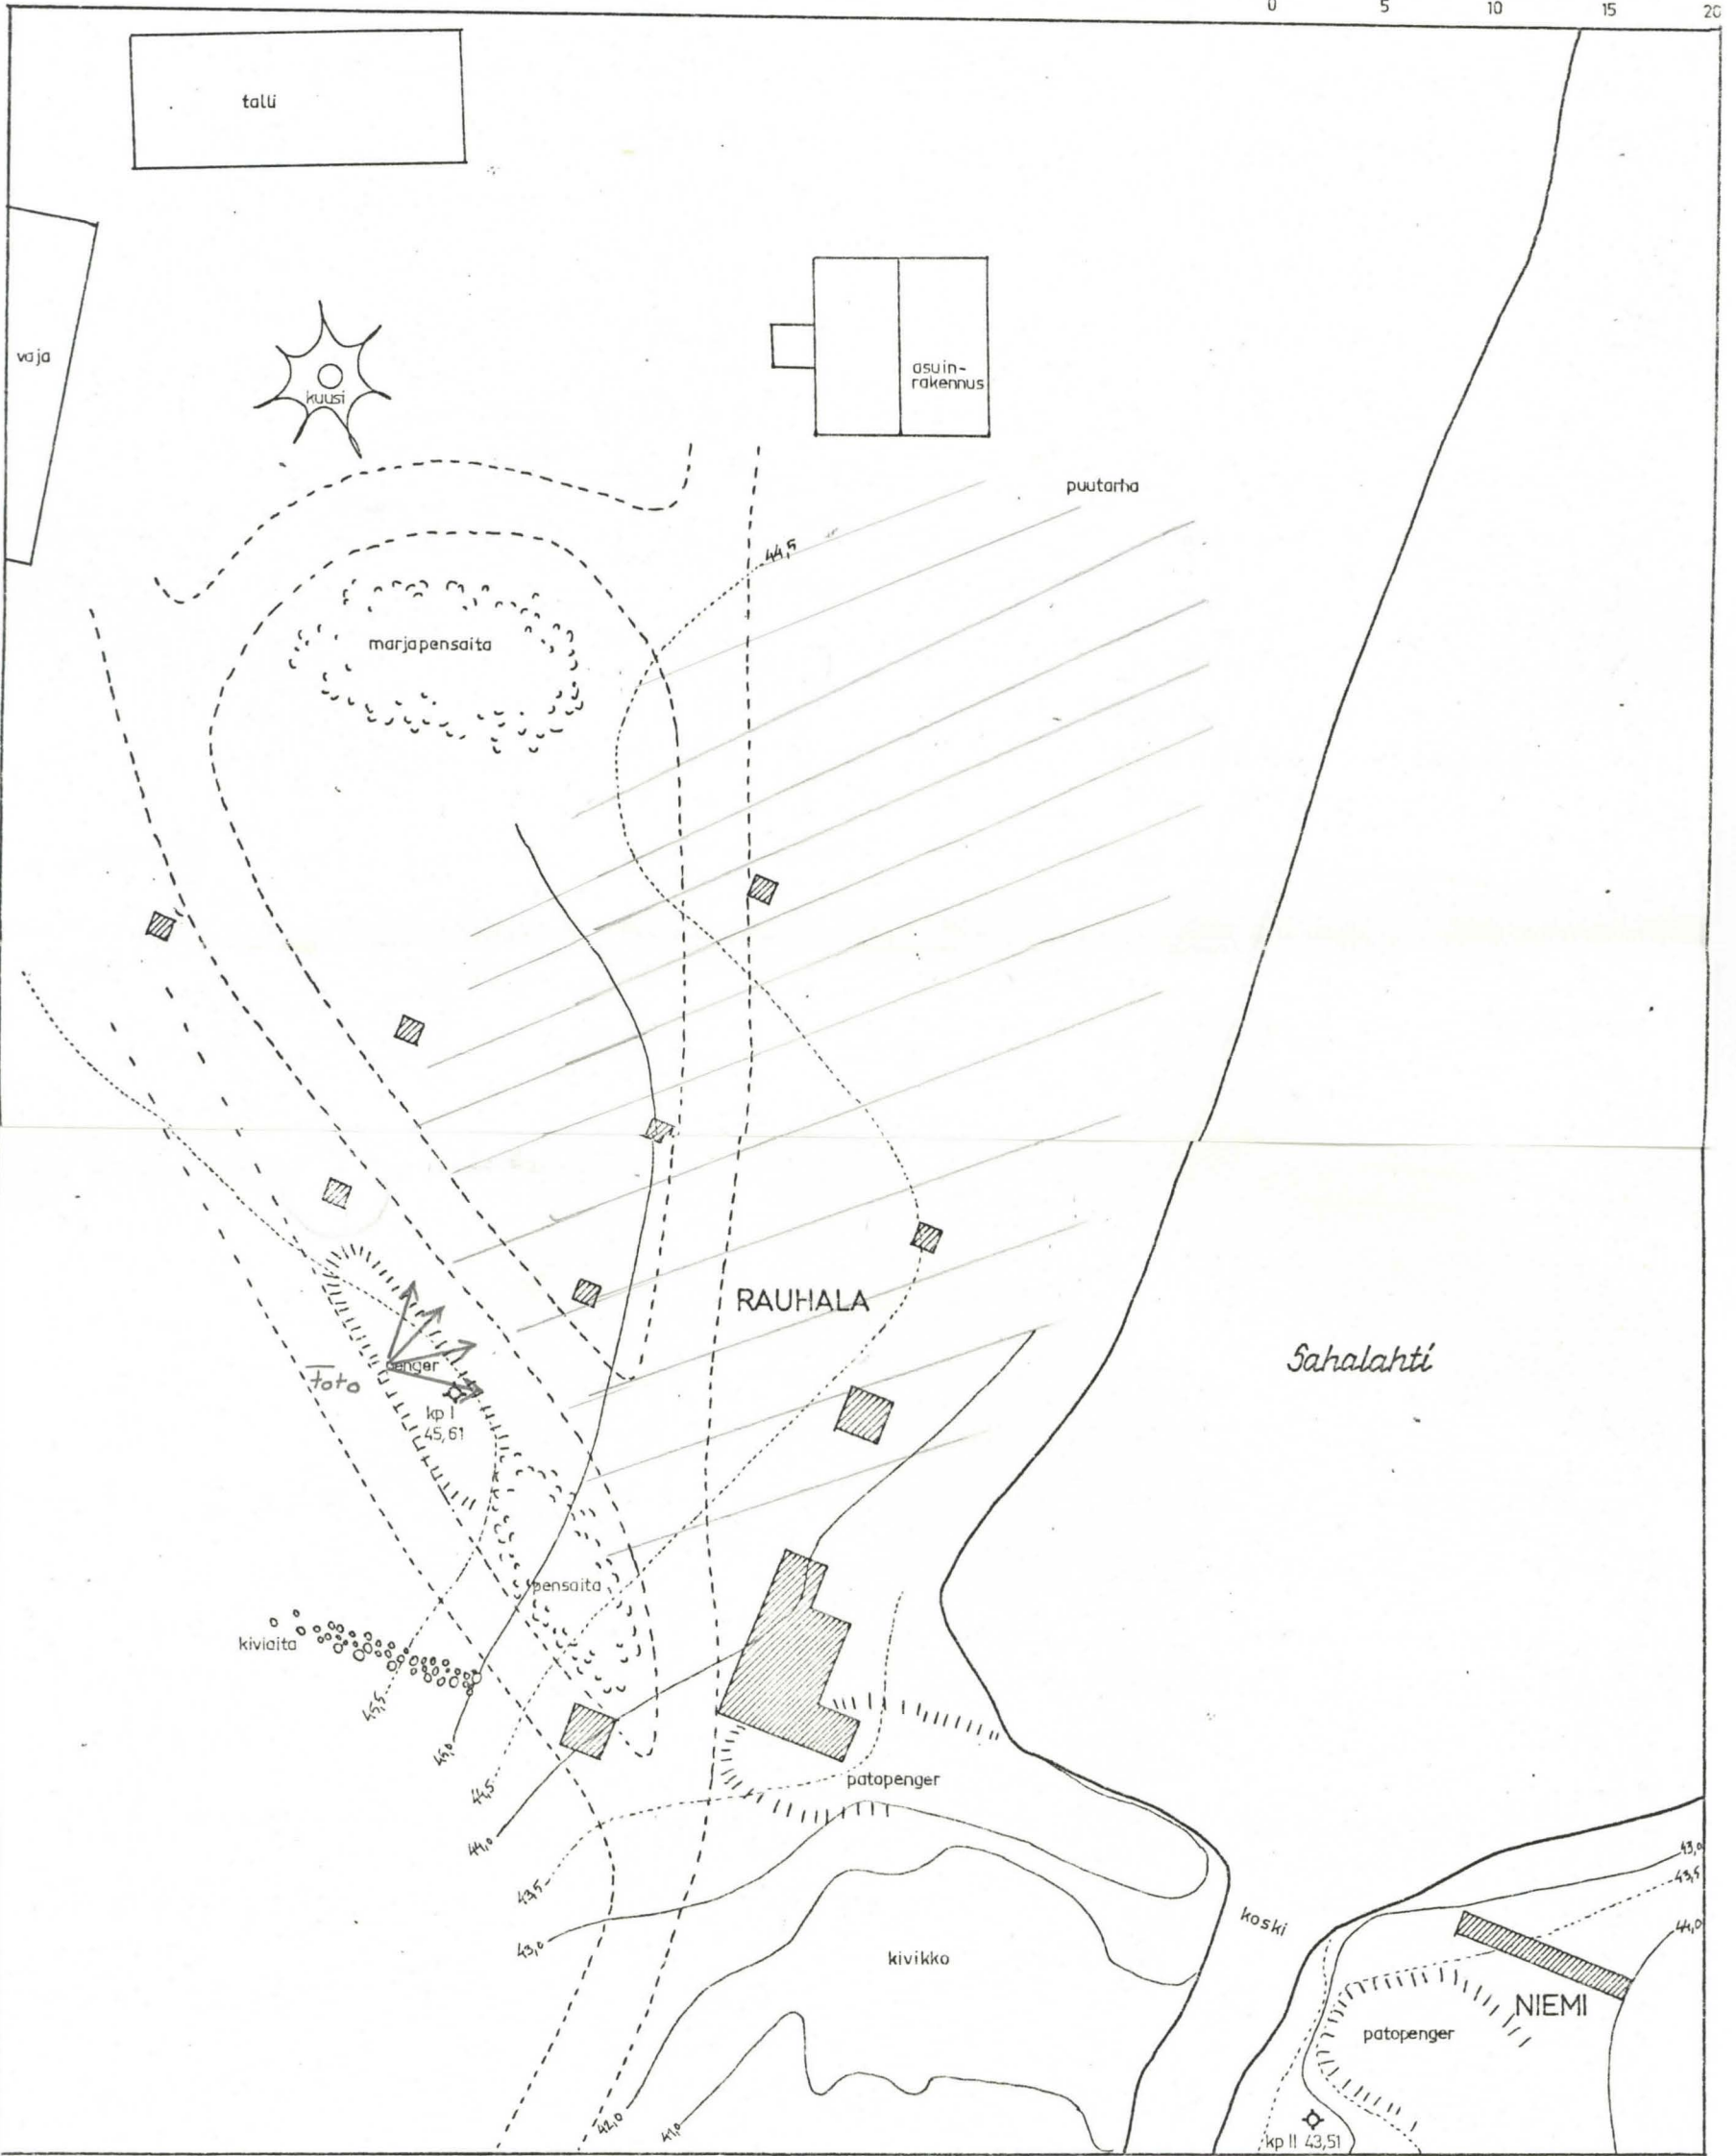 0 5 10 15 20
talli
vaja
kuusi
asuin-
rakennus
puutarha
44,5
marjapensaita
RAUHALA
Sahalahti
penger
foto
kp I
45,61
pensaita
kiviaita
45,5
45,0
44,5
44,0
43,5
43,0
patopenger
koski
kivikko
43,0
43,5
44,0
NIEMI
patopenger
42,0
41,0
kp II 43,51